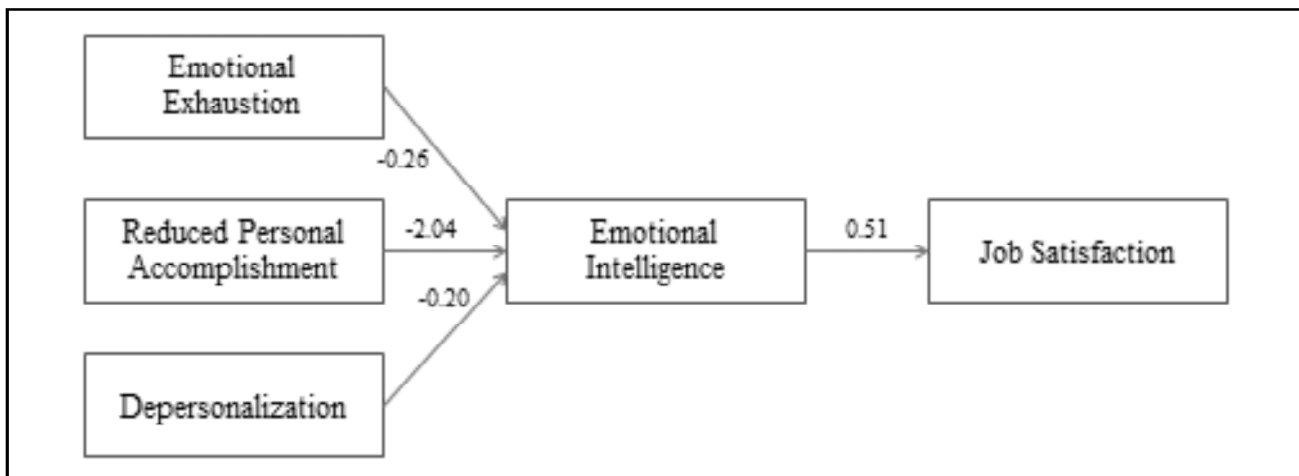 Emotional
Exhaustion
-0.26
Reduced Personal
Accomplishment
-2.04
Emotional
Intelligence
0.51
Job Satisfaction
-0.20
Depersonalization